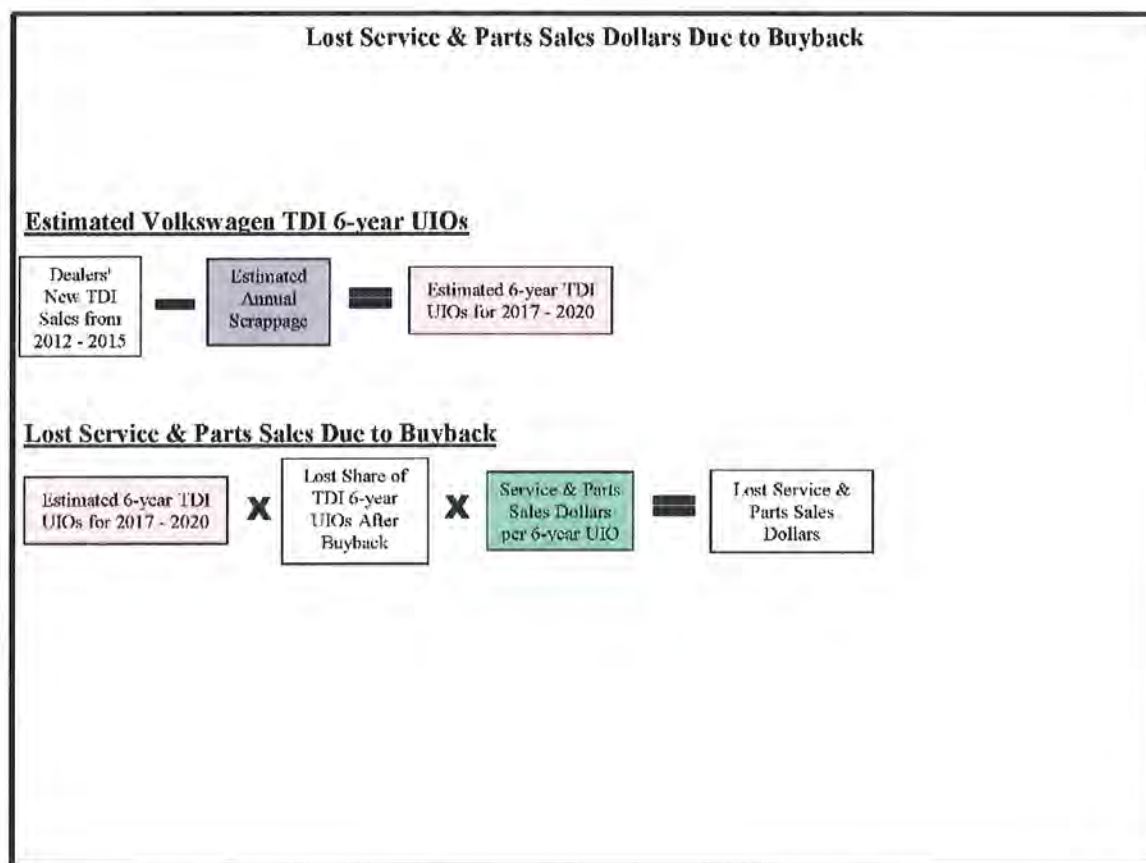 Lost Service & Parts Sales Dollars Due to Buyback
Estimated Volkswagen TDI 6-year UIOs
Dealers'
New TDI
Sales from
2012 - 2015
Estimated
Annual
Scrappage
Estimated 6-year TDI
UIOs for 2017 - 2020
Lost Service & Parts Sales Due to Buyback
Estimated 6-year TDI
UIOs for 2017 - 2020
X
Lost Share of
TDI 6-year
UIOs After
Buyback
X
Service & Parts
Sales Dollars
per 6-year UIO
Lost Service &
Parts Sales
Dollars